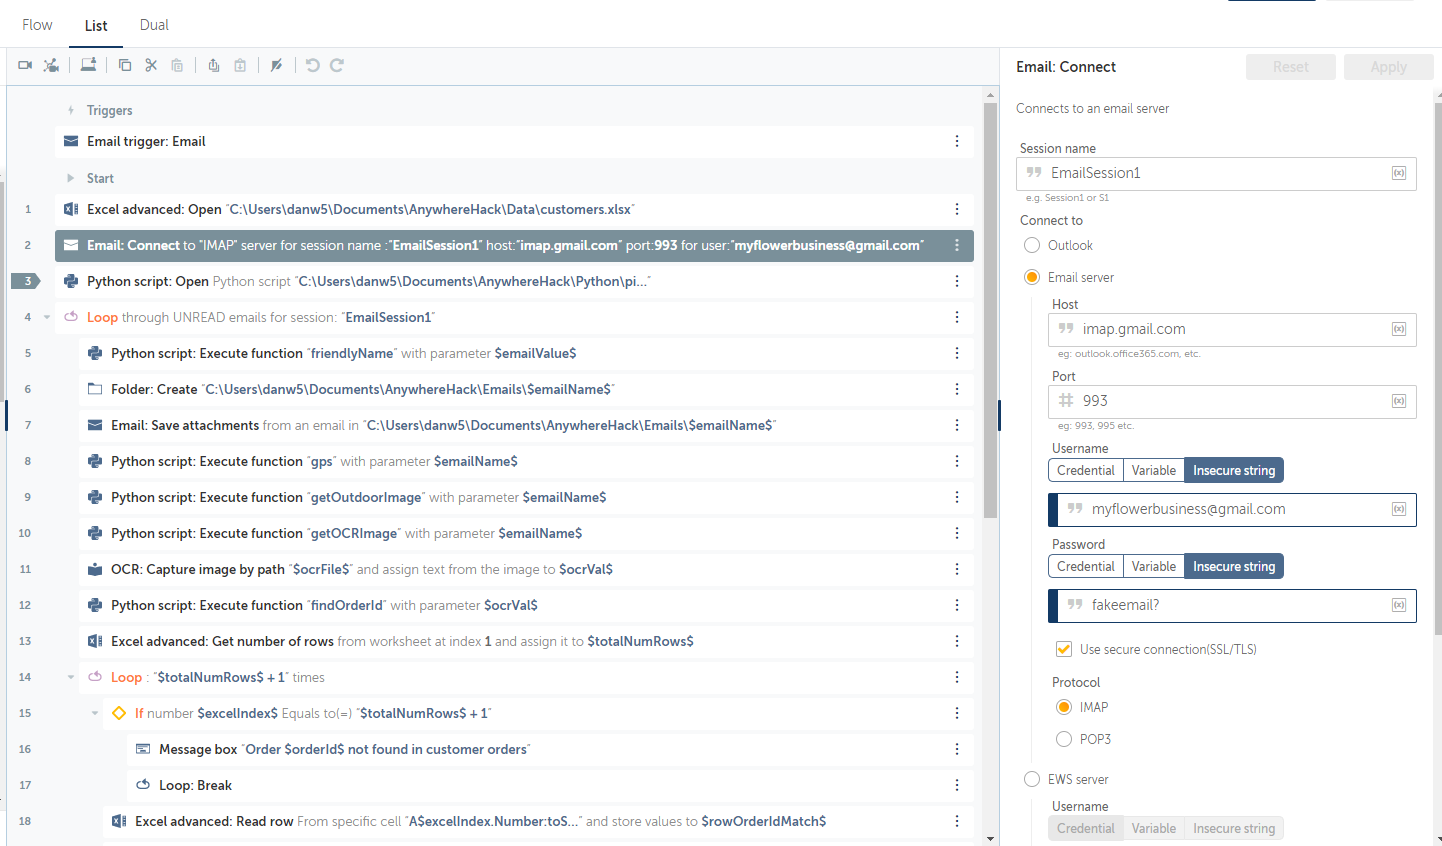 Flow List Dual
Triggers
Email trigger: Email
Start
1 Excel advanced: Open "C:\Users\danw5\Documents\AnywhereHack\Data\customers.xlsx"
2 Email: Connect to "IMAP" server for session name :"EmailSession1" host:"imap.gmail.com" port:993 for user:"myflowerbusiness@gmail.com"
3 Python script: Open Python script "C:\Users\danw5\Documents\AnywhereHack\Python\pi..."
4 Loop through UNREAD emails for session: "EmailSession1"
5 Python script: Execute function "friendlyName" with parameter $emailValue$
6 Folder: Create "C:\Users\danw5\Documents\AnywhereHack\Emails\$emailName$"
7 Email: Save attachments from an email in "C:\Users\danw5\Documents\AnywhereHack\Emails\$emailName$"
8 Python script: Execute function "gps" with parameter $emailName$
9 Python script: Execute function "getOutdoorImage" with parameter $emailName$
10 Python script: Execute function "getOCRImage" with parameter $emailName$
11 OCR: Capture image by path "$ocrFile$" and assign text from the image to $ocrVal$
12 Python script: Execute function "findOrderId" with parameter $ocrVal$
13 Excel advanced: Get number of rows from worksheet at index 1 and assign it to $totalNumRows$
14 Loop : "$totalNumRows$ + 1" times
15 If number $excelIndex$ Equals to(=) "$totalNumRows$ + 1"
16 Message box "Order $orderId$ not found in customer orders"
17 Loop: Break
18 Excel advanced: Read row From specific cell "A$excelIndex.Number:toS..." and store values to $rowOrderIdMatch$
Email: Connect
Reset Apply
Connects to an email server
Session name
EmailSession1 (x)
e.g. Session1 or S1
Connect to
Outlook
Email server
Host
imap.gmail.com (x)
eg: outlook.office365.com, etc.
Port
993 (x)
eg: 993, 995 etc.
Username
Credential Variable Insecure string
myflowerbusiness@gmail.com (x)
Password
Credential Variable Insecure string
fakeemail? (x)
Use secure connection(SSL/TLS)
Protocol
IMAP
POP3
EWS server
Username
Credential Variable Insecure string